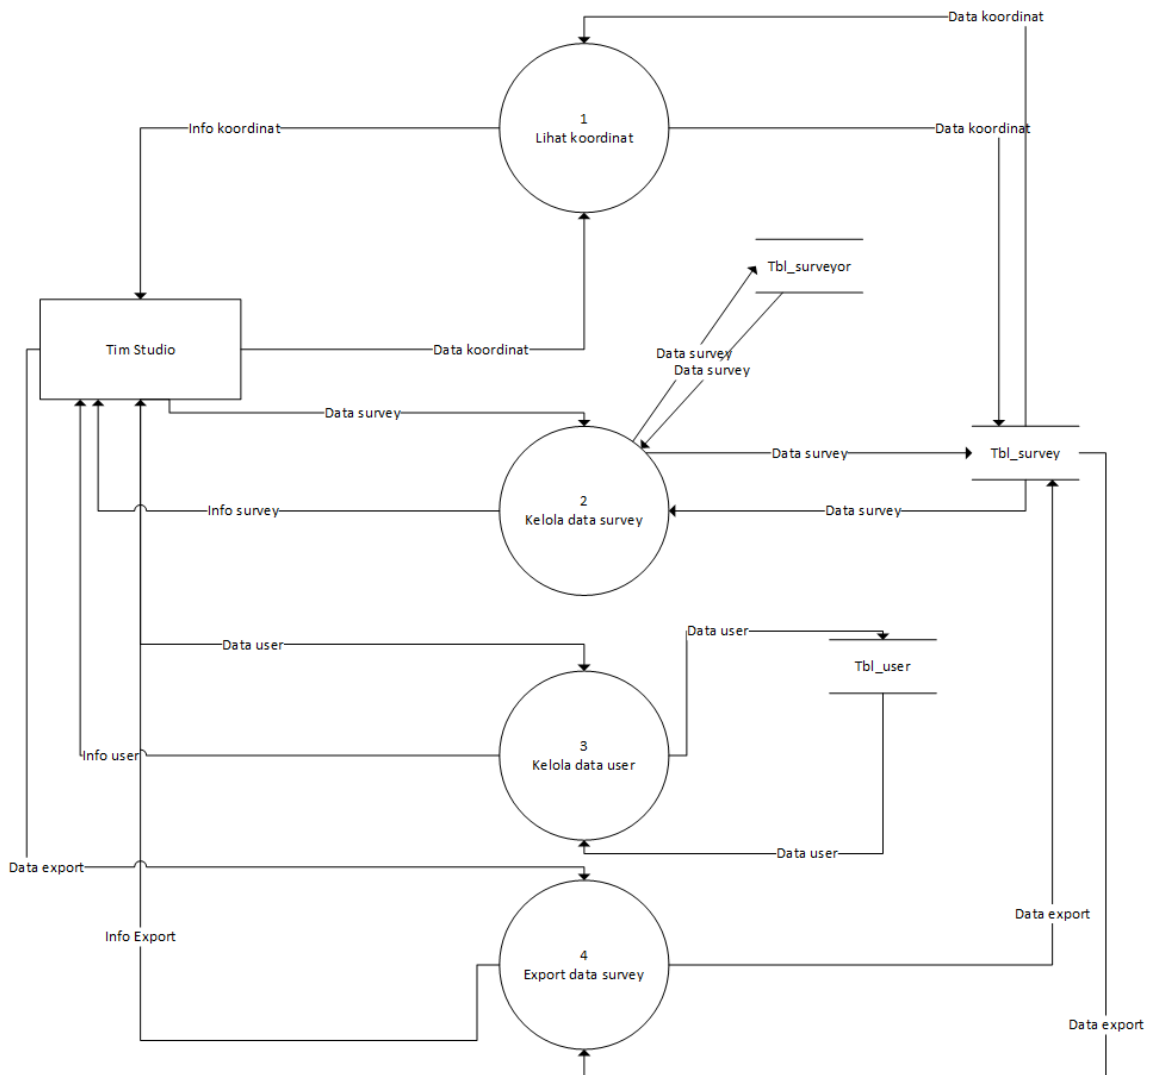 Data koordinat
1
Lihat koordinat
Info koordinat
Data koordinat
Tbl_surveyor
Tim Studio
Data koordinat
Data survey
Data survey
Data survey
Data survey
Tbl_survey
2
Kelola data survey
Info survey
Data survey
Data user
Data user
Tbl_user
3
Kelola data user
Info user
Data user
Data export
Data export
Info Export
4
Export data survey
Data export